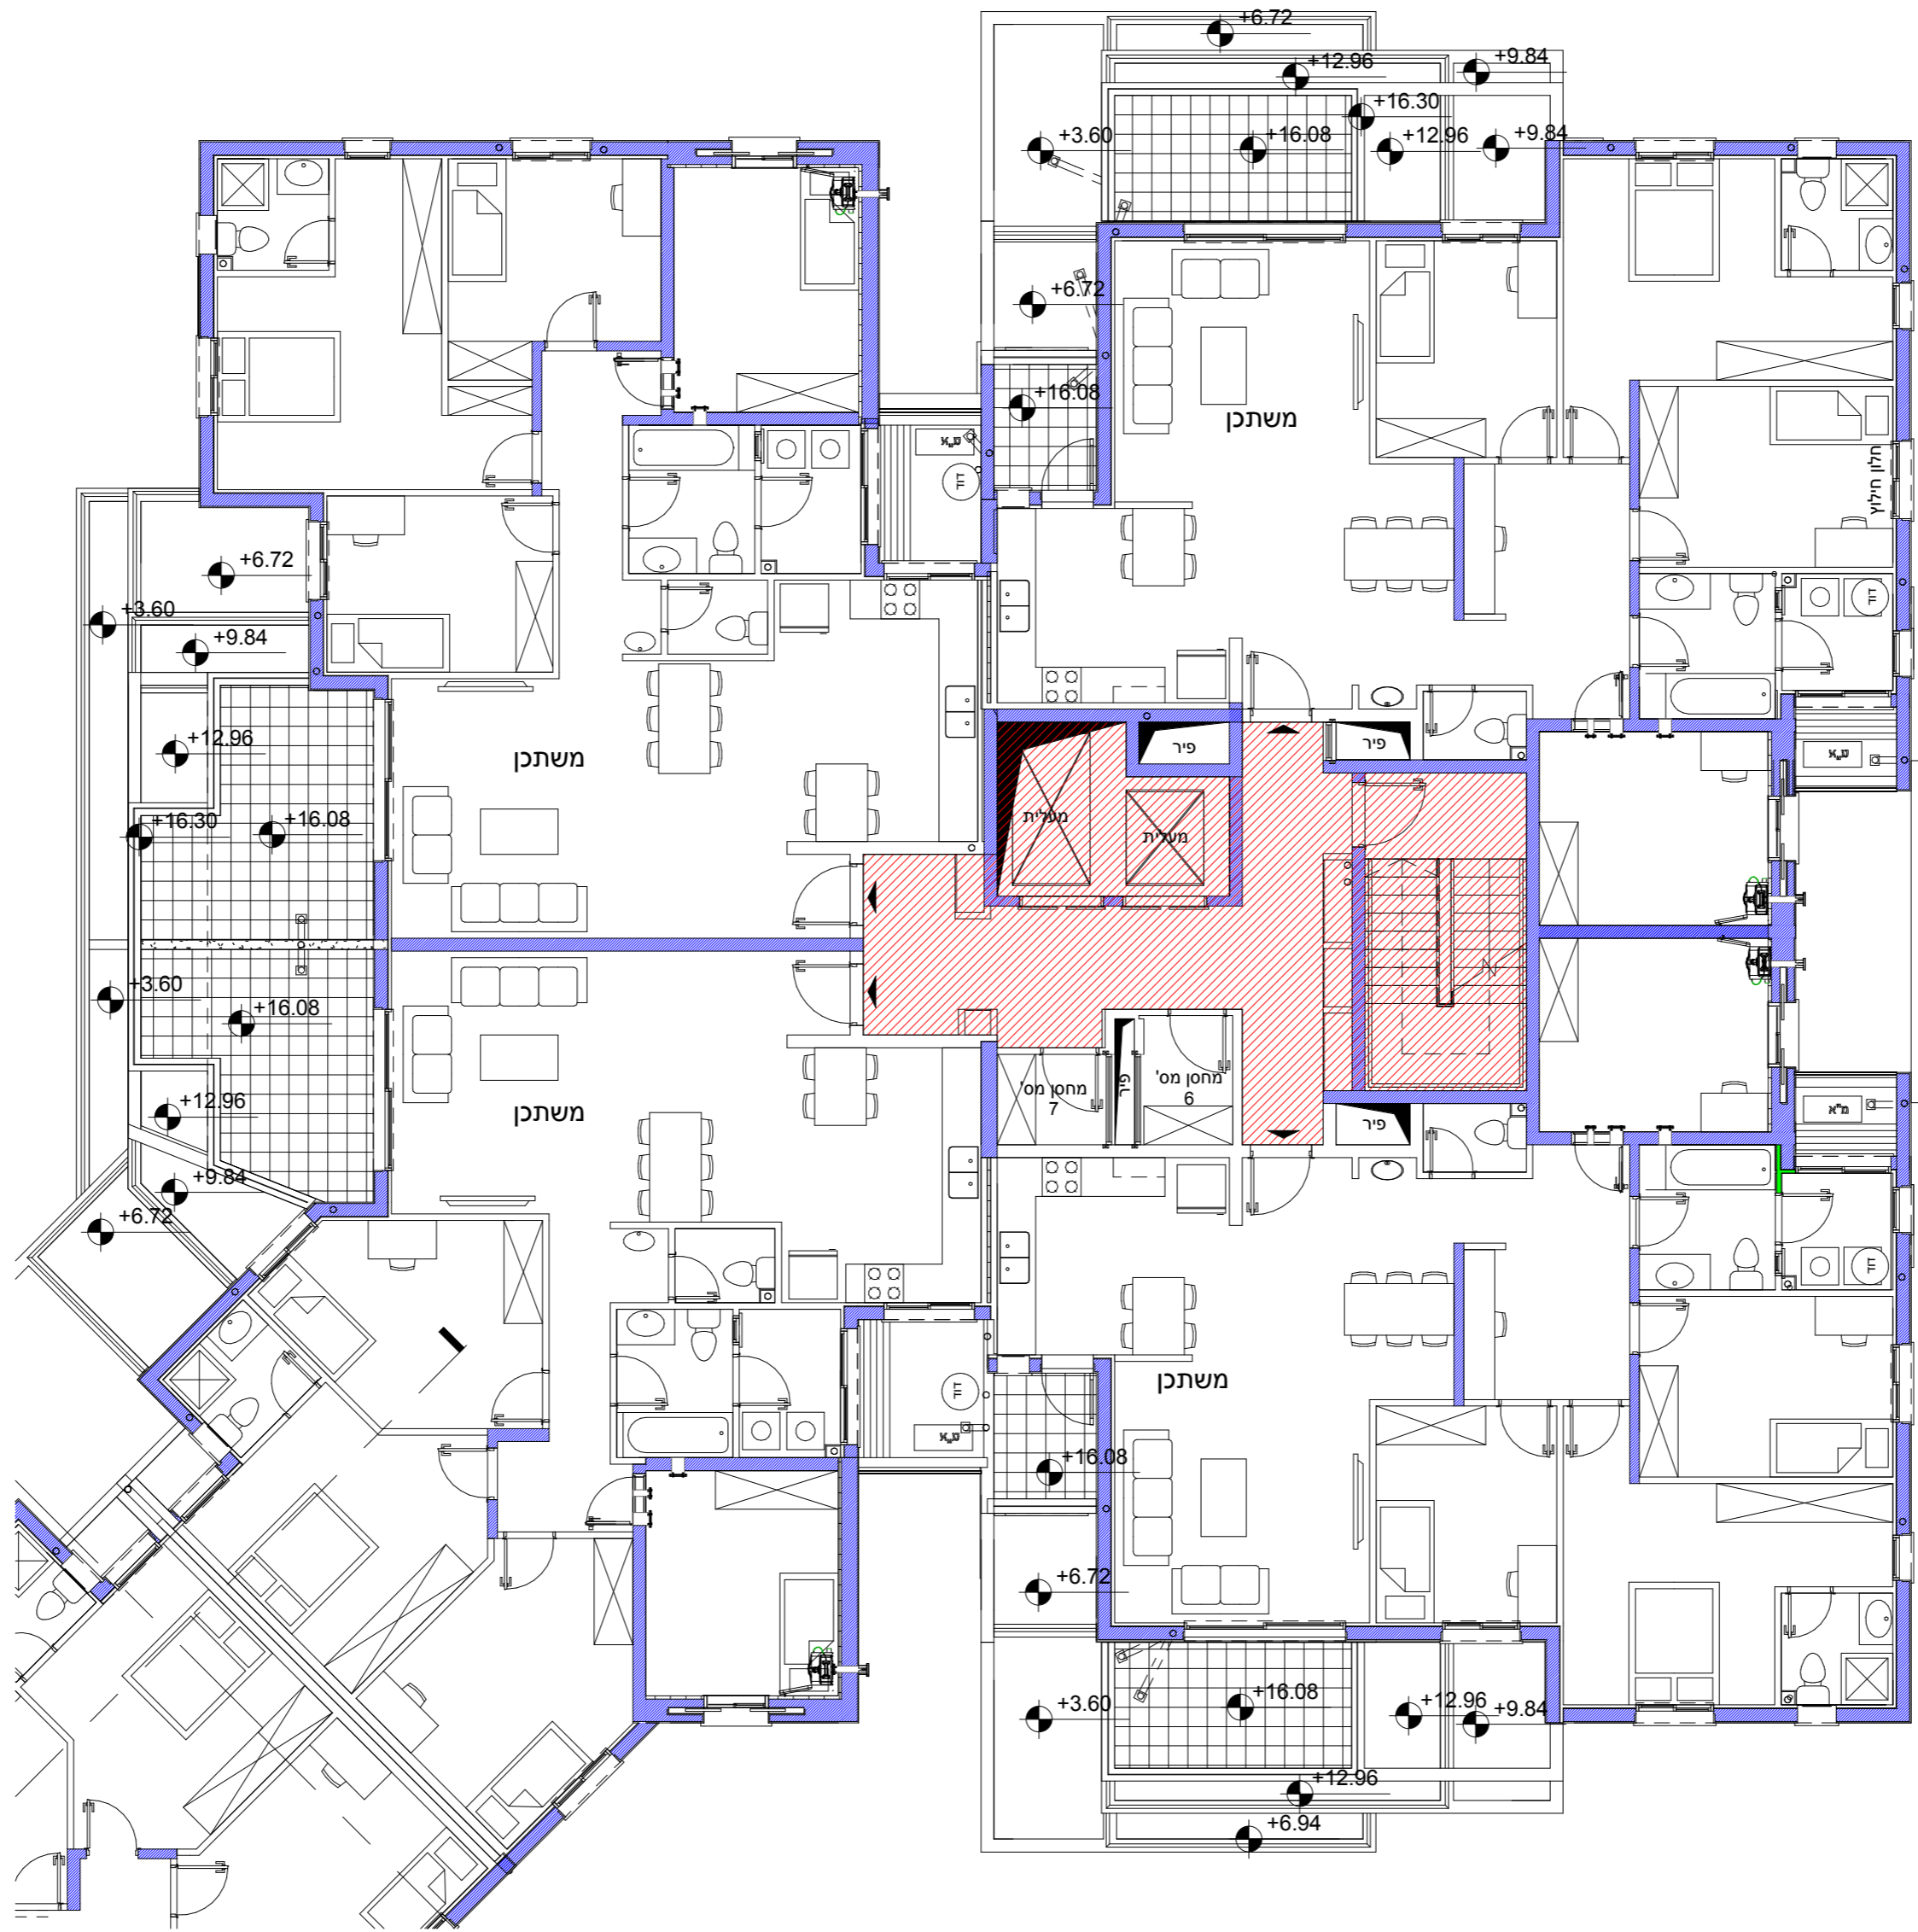 +6.72
+12.96
+9.84
+16.30
+3.60
+16.08
+12.96
+9.84
+6.72
+16.08
משתכן
חלון חילוץ
מ"א
דוד
+6.72
+3.60
+9.84
דוד
+12.96
משתכן
פיר
פיר
מ"א
+16.30
+16.08
מעלית
מעלית
+3.60
+16.08
מחסן מס'
7
פיר
מחסן מס'
6
+12.96
משתכן
פיר
מ"א
+9.84
+6.72
דוד
משתכן
דוד
מ"א
+16.08
+6.72
+3.60
+16.08
+12.96
+9.84
+12.96
+6.94